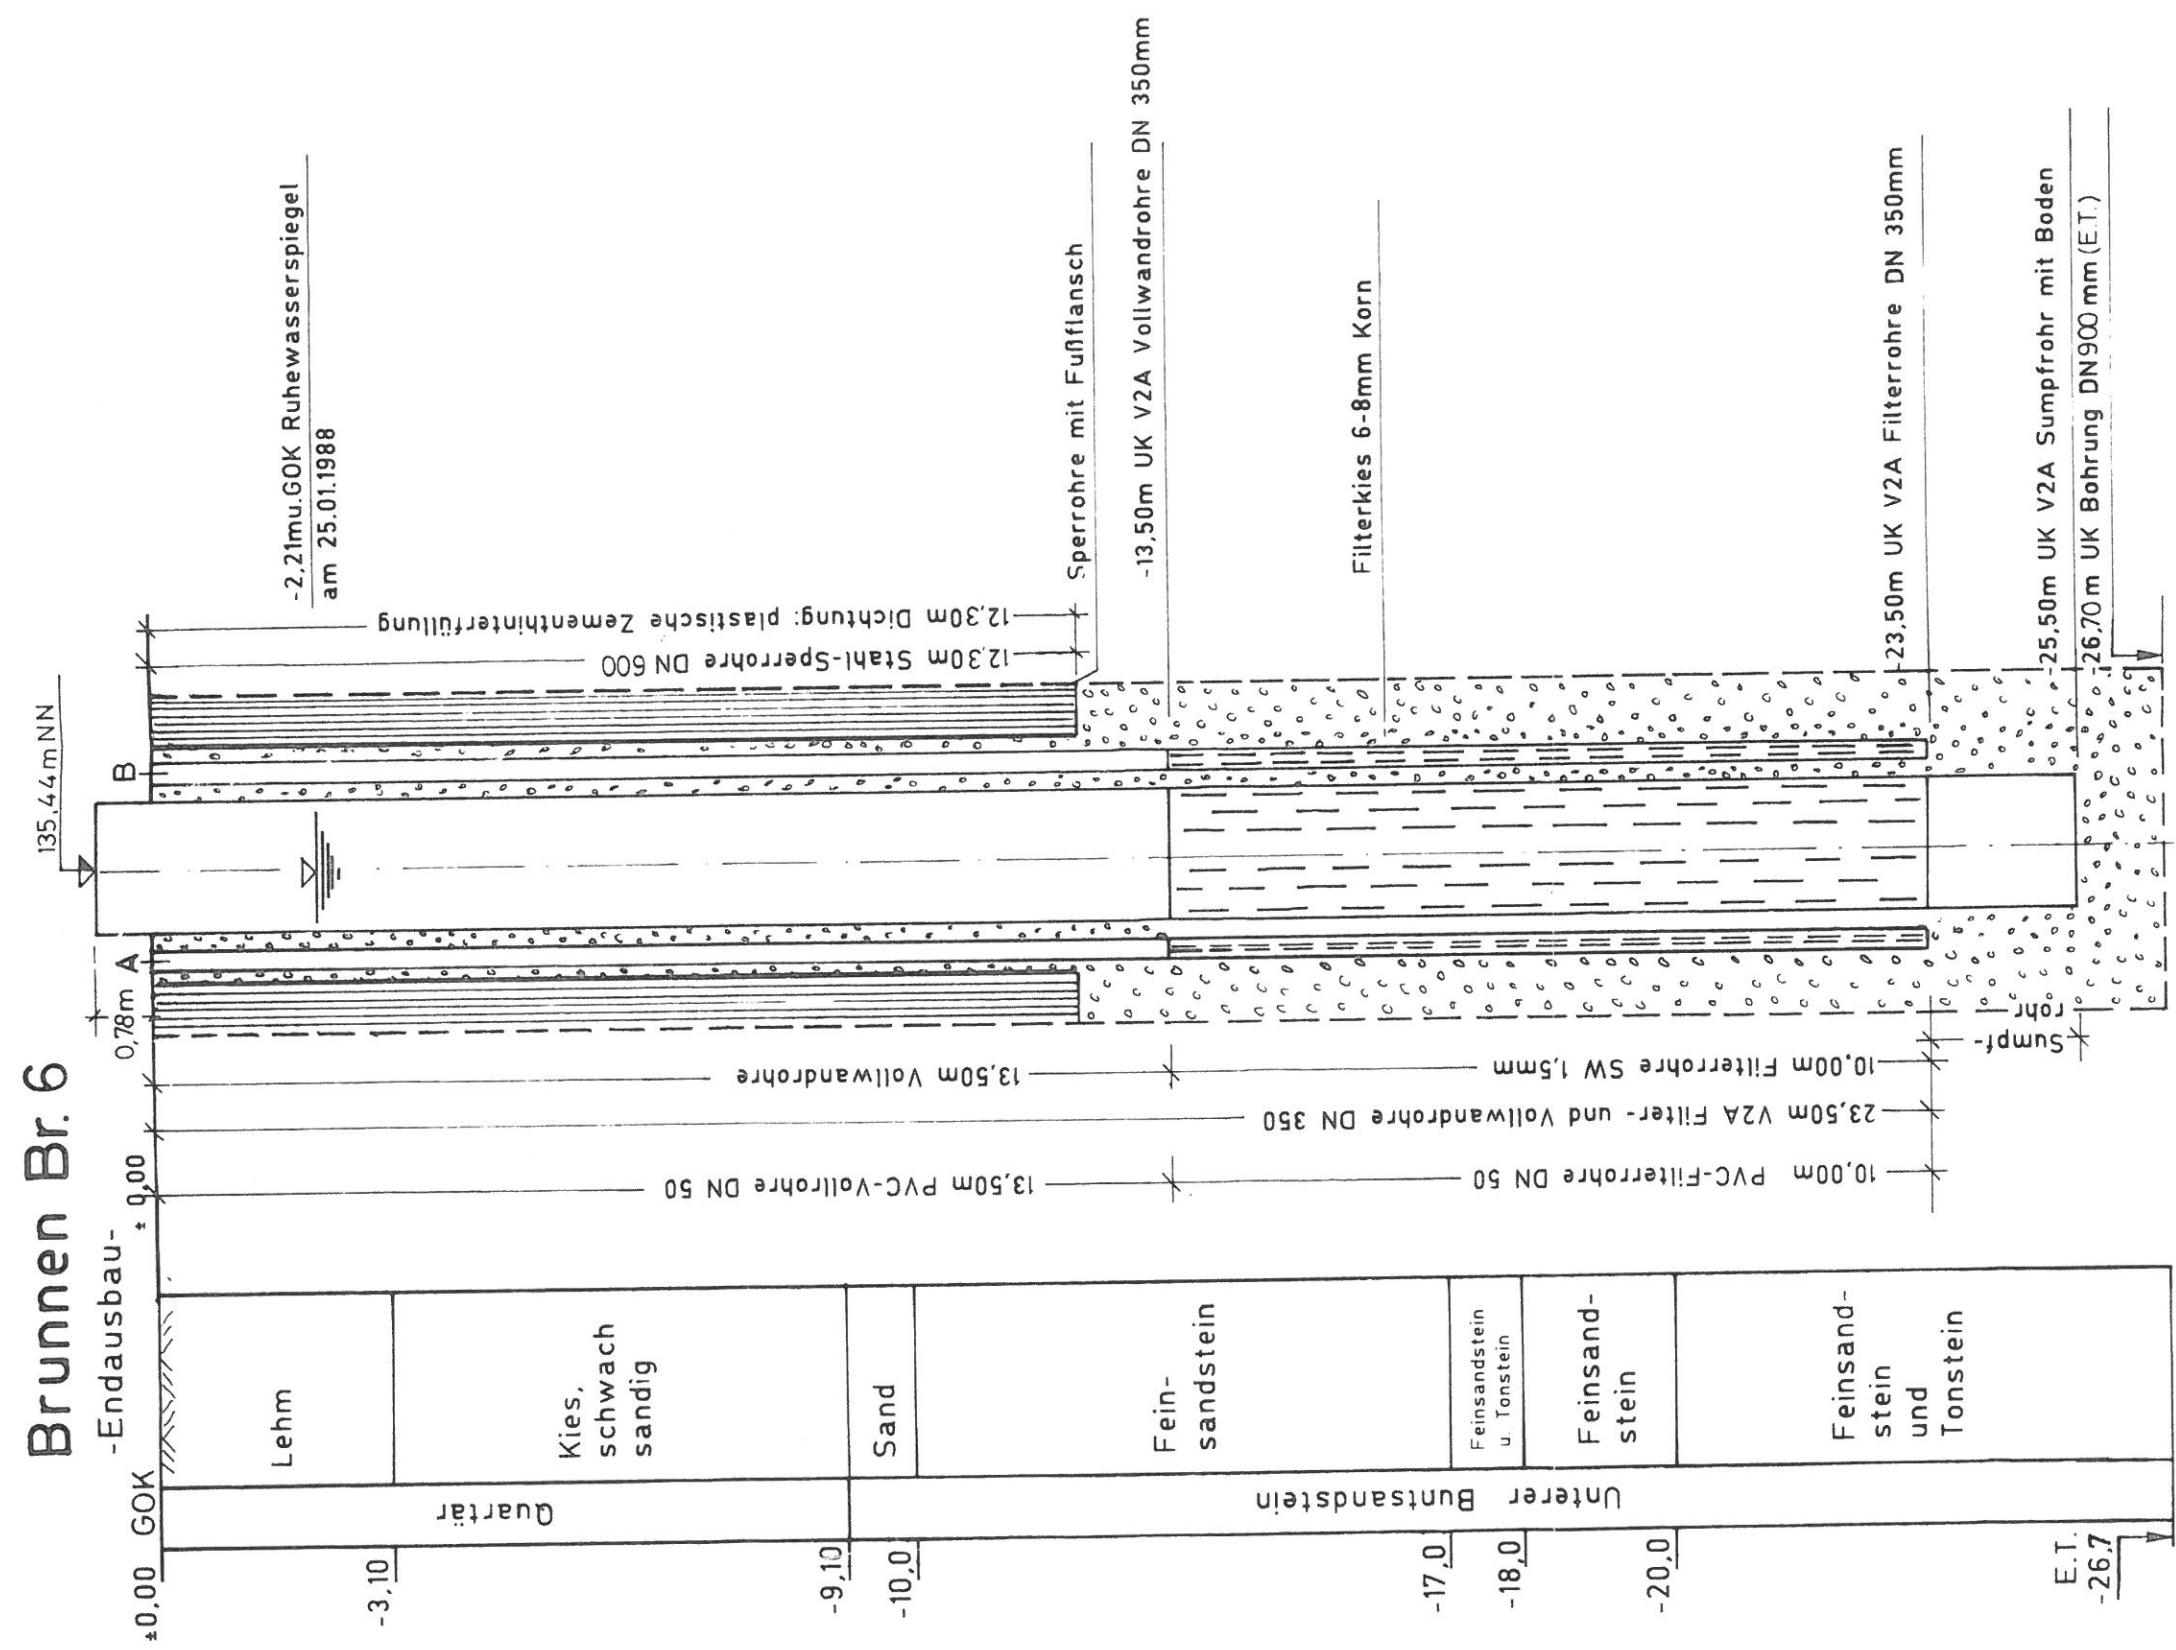 Brunnen Br. 6
-Endausbau-
±0,00 GOK
± 0,00
-3,10
-9,10
-10,0
-17,0
-18,0
-20,0
E.T.
-26,7
Quartär
Unterer Buntsandstein
Lehm
Kies,
schwach
sandig
Sand
Fein-
sandstein
Feinsandstein
u. Tonstein
Feinsand-
stein
Feinsand-
stein
und
Tonstein
13,50m PVC-Vollrohre DN 50
10,00m PVC-Filterrohre DN 50
23,50m V2A Filter- und Vollwandrohre DN 350
13,50m Vollwandrohre
10,00m Filterrohre SW 1,5mm
Sumpf-
rohr
0,78m
A
B
135,44mNN
12,30m Stahl-Sperrohre DN 600
12,30m Dichtung: plastische Zementhinterfüllung
-2,21mu.GOK Ruhewasserspiegel
am 25.01.1988
Sperrohre mit Fußflansch
-13,50m UK V2A Vollwandrohre DN 350mm
Filterkies 6-8mm Korn
-23,50m UK V2A Filterrohre DN 350mm
-25,50m UK V2A Sumpfrohr mit Boden
-26,70m UK Bohrung DN900mm (E.T.)